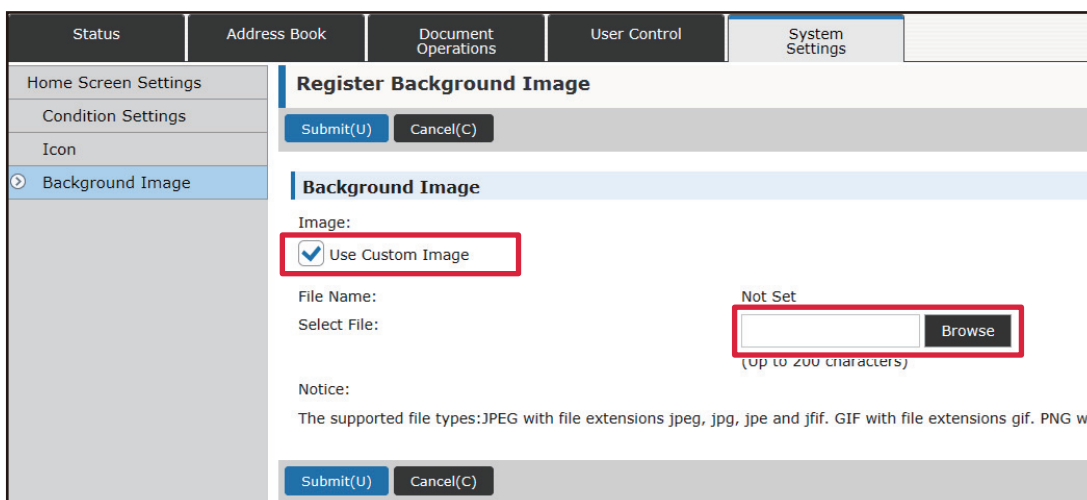 Status
Address Book
Document
Operations
User Control
System
Settings
Home Screen Settings
Condition Settings
Icon
Background Image
Register Background Image
Submit(U)
Cancel(C)
Background Image
Image:
Use Custom Image
File Name:
Not Set
Select File:
Browse
(Up to 200 characters)
Notice:
The supported file types:JPEG with file extensions jpeg, jpg, jpe and jfif. GIF with file extensions gif. PNG w
Submit(U)
Cancel(C)